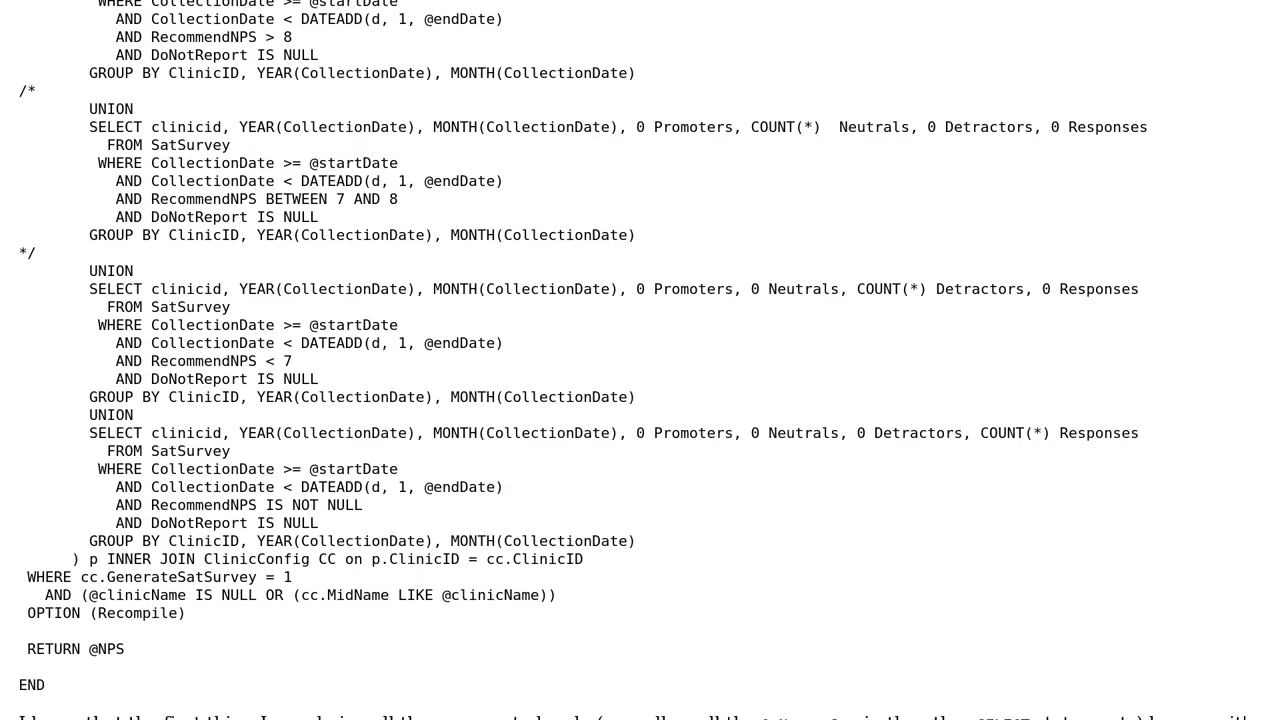 WHERE CollectionDate >= @startDate
AND CollectionDate < DATEADD(d, 1, @endDate)
AND RecommendNPS > 8
AND DoNotReport IS NULL
GROUP BY ClinicID, YEAR(CollectionDate), MONTH(CollectionDate)
/*
UNION
SELECT clinicid, YEAR(CollectionDate), MONTH(CollectionDate), 0 Promoters, COUNT(*)  Neutrals, 0 Detractors, 0 Responses
FROM SatSurvey
WHERE CollectionDate >= @startDate
AND CollectionDate < DATEADD(d, 1, @endDate)
AND RecommendNPS BETWEEN 7 AND 8
AND DoNotReport IS NULL
GROUP BY ClinicID, YEAR(CollectionDate), MONTH(CollectionDate)
*/
UNION
SELECT clinicid, YEAR(CollectionDate), MONTH(CollectionDate), 0 Promoters, 0 Neutrals, COUNT(*) Detractors, 0 Responses
FROM SatSurvey
WHERE CollectionDate >= @startDate
AND CollectionDate < DATEADD(d, 1, @endDate)
AND RecommendNPS < 7
AND DoNotReport IS NULL
GROUP BY ClinicID, YEAR(CollectionDate), MONTH(CollectionDate)
UNION
SELECT clinicid, YEAR(CollectionDate), MONTH(CollectionDate), 0 Promoters, 0 Neutrals, 0 Detractors, COUNT(*) Responses
FROM SatSurvey
WHERE CollectionDate >= @startDate
AND CollectionDate < DATEADD(d, 1, @endDate)
AND RecommendNPS IS NOT NULL
AND DoNotReport IS NULL
GROUP BY ClinicID, YEAR(CollectionDate), MONTH(CollectionDate)
) p INNER JOIN ClinicConfig CC on p.ClinicID = cc.ClinicID
WHERE cc.GenerateSatSurvey = 1
AND (@clinicName IS NULL OR (cc.MidName LIKE @clinicName))
OPTION (Recompile)
RETURN @NPS
END